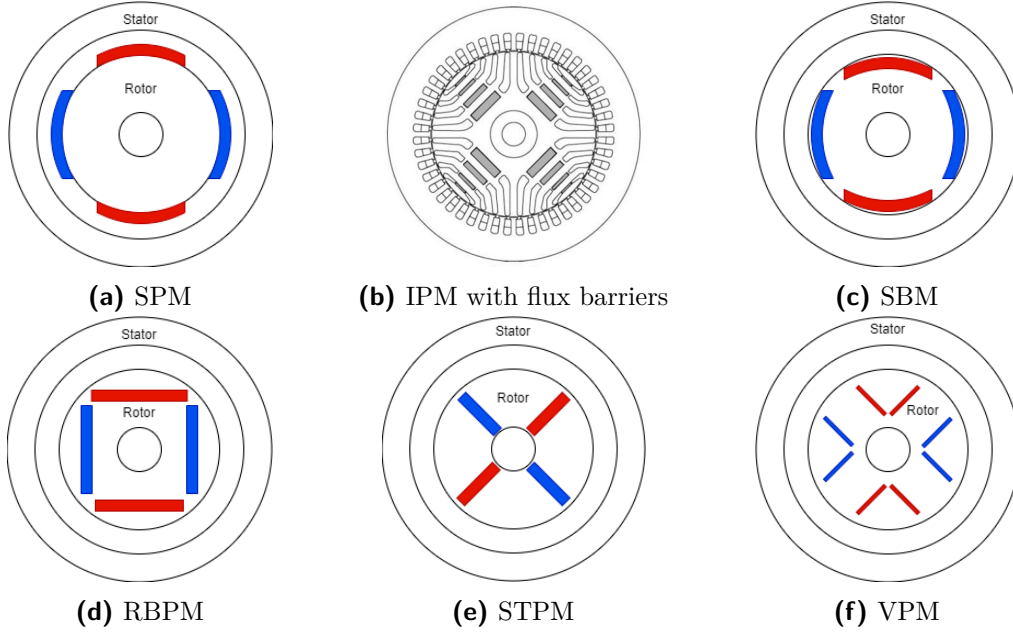 Stator
Rotor
Stator
Rotor
(a) SPM
(b) IPM with flux barriers
(c) SBM
Stator
Rotor
Stator
Rotor
Stator
Rotor
(d) RBPM
(e) STPM
(f) VPM